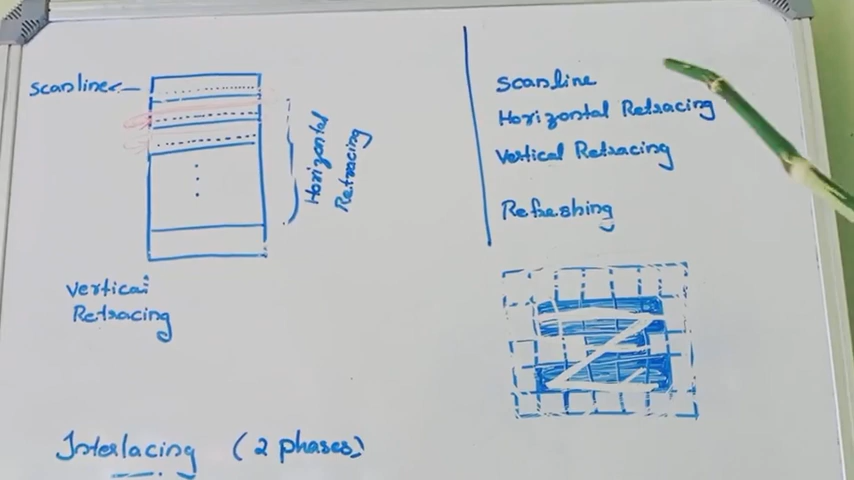 Scanline
Horizontal
Retracing
Vertical
Retracing
Interlacing (2 phases)
Scanline
Horizontal Retracing
Vertical Retracing
Refreshing